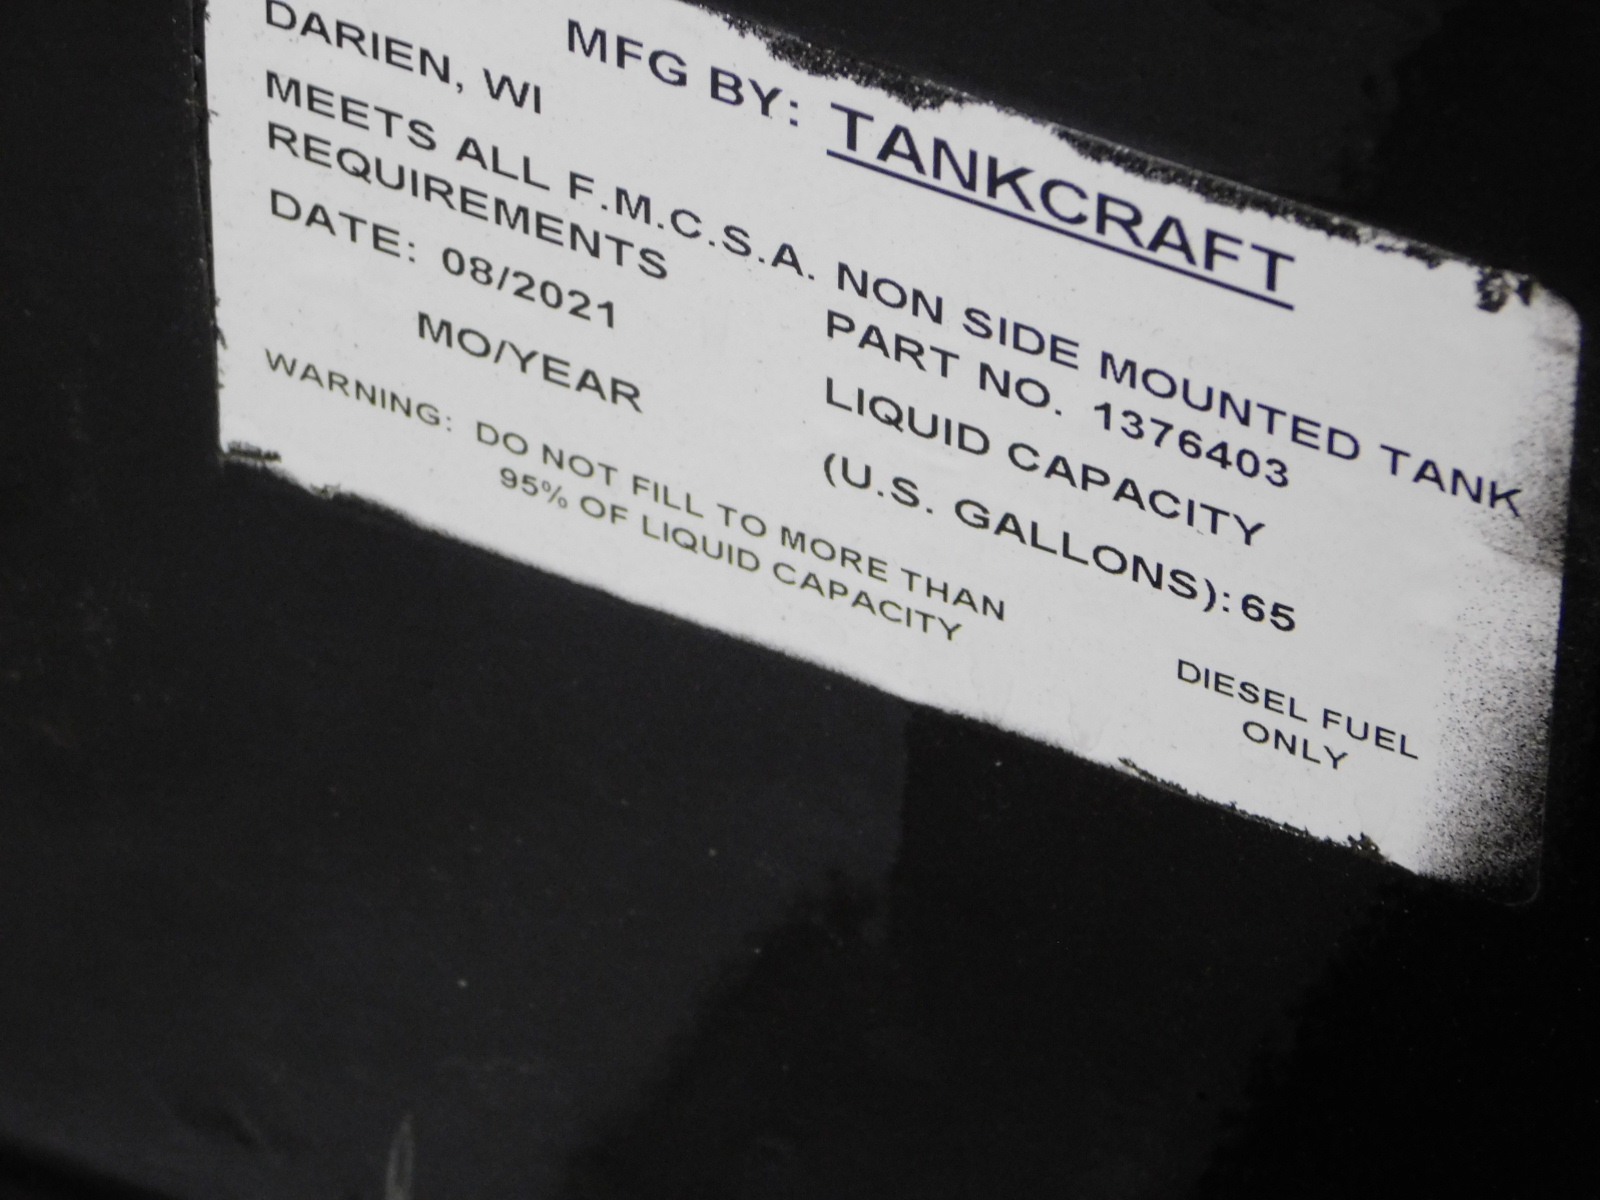 MFG BY: TANKCRAFT
DARIEN, WI
MEETS ALL F.M.C.S.A. NON SIDE MOUNTED TANK
REQUIREMENTS
PART NO. 1376403
DATE: 08/2021
LIQUID CAPACITY
MO/YEAR
(U.S. GALLONS): 65
WARNING: DO NOT FILL TO MORE THAN
95% OF LIQUID CAPACITY
DIESEL FUEL
ONLY